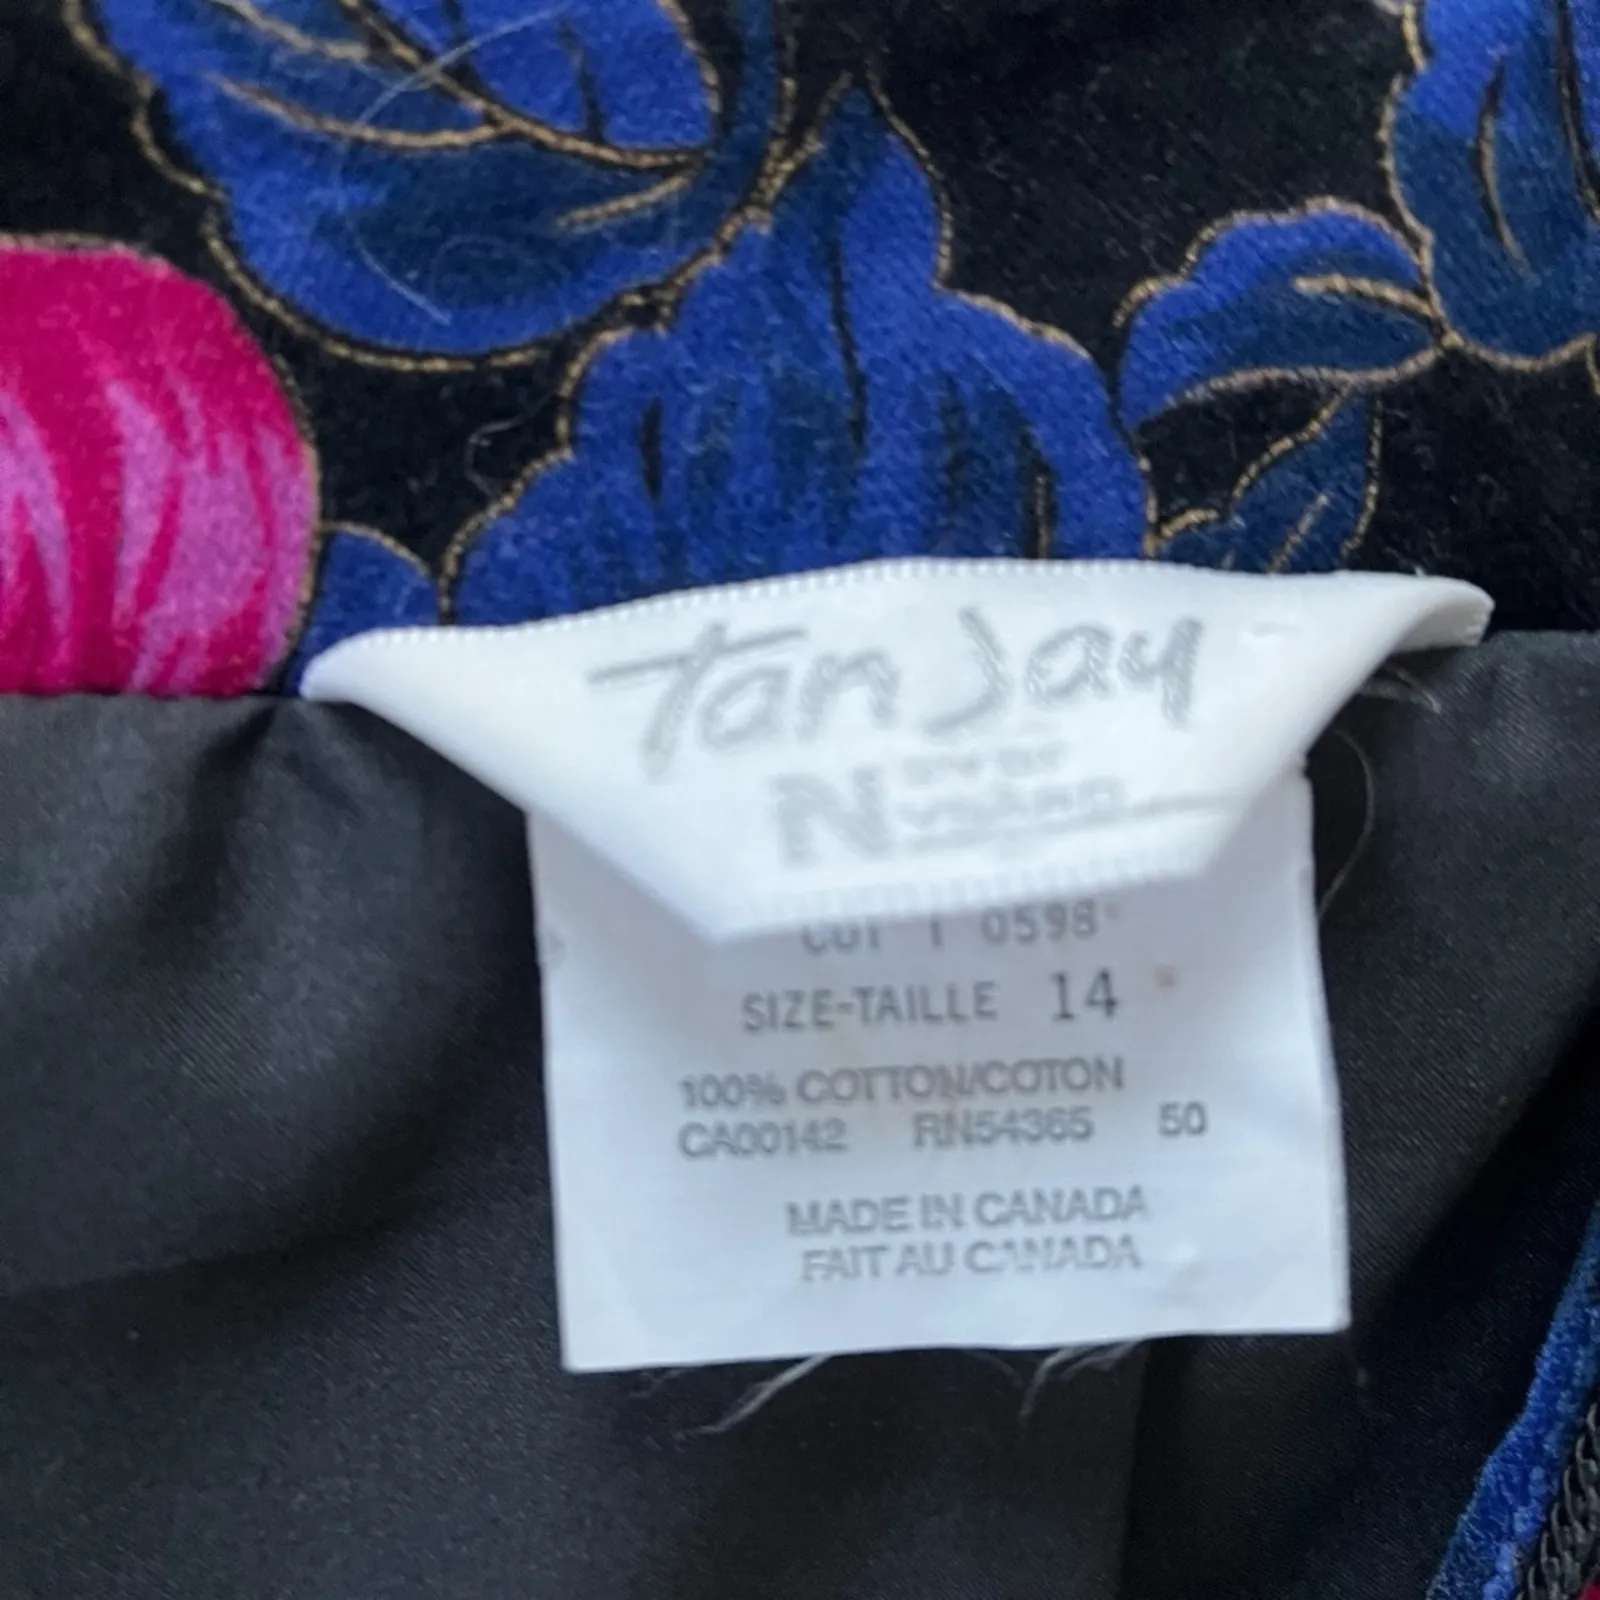 Tan Jay
N
CUT 1 0598
SIZE-TAILLE 14
100% COTTON/COTON
CA00142 RN54365 50
MADE IN CANADA
FAIT AU CANADA